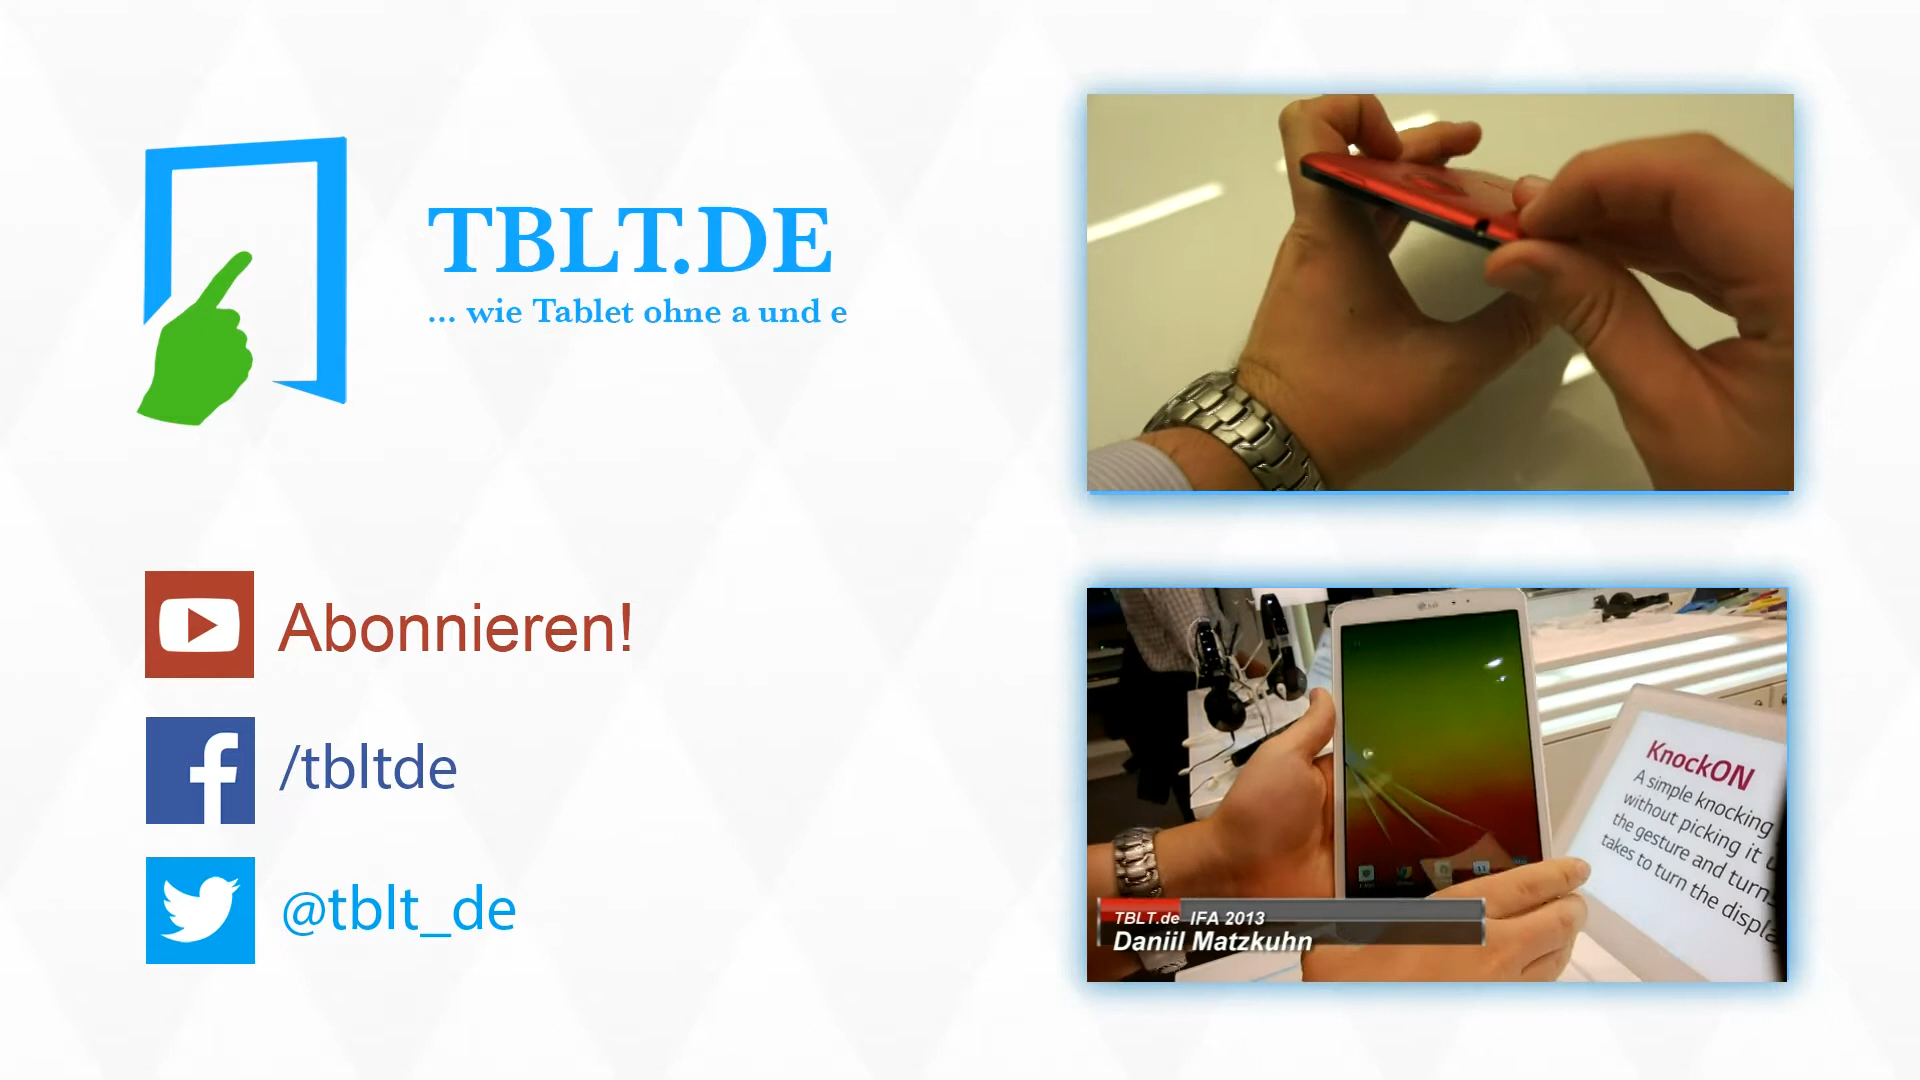 TBLT.DE
... wie Tablet ohne a und e
Abonnieren!
/tbltde
@tblt_de
LG
KnockON
A simple knocking
without picking it
the gesture and turn
takes to turn the
TBLT.de IFA 2013
Daniil Matzkuhn